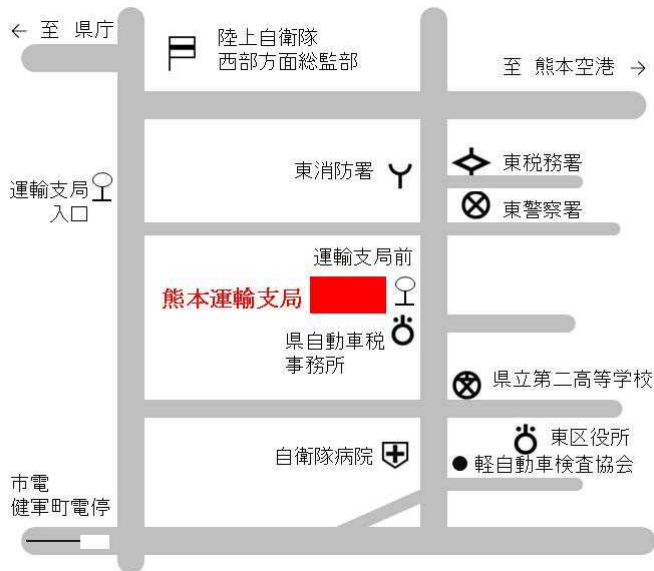 ← 至 県庁
陸上自衛隊
西部方面総監部
至 熊本空港 →
東消防署
東税務署
運輸支局
入口
東警察署
運輸支局前
熊本運輸支局
県自動車税
事務所
県立第二高等学校
自衛隊病院
東区役所
●軽自動車検査協会
市電
健軍町電停